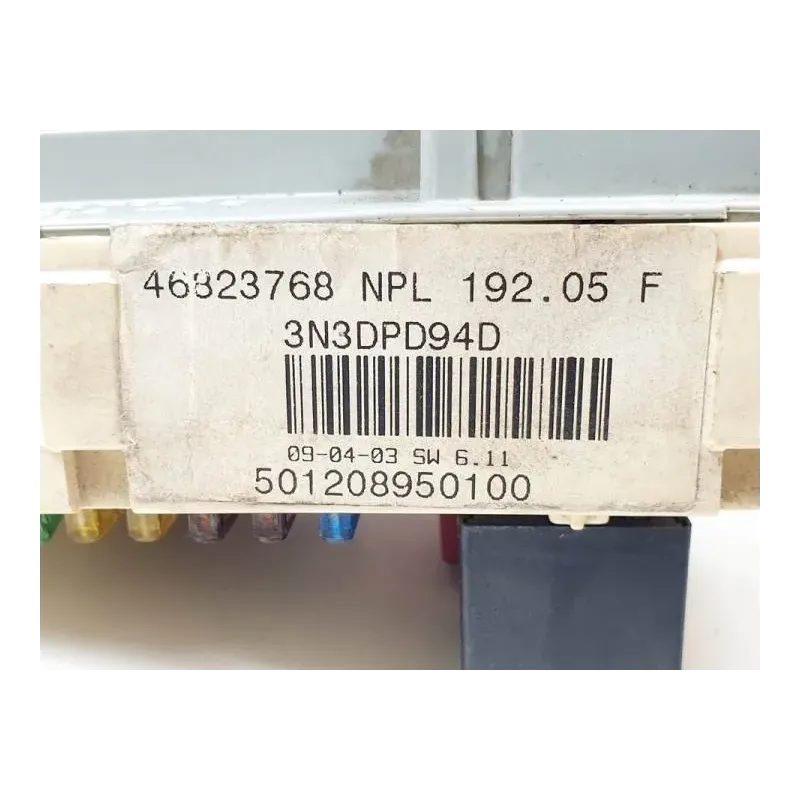 46823768 NPL 192.05 F
3N3DPD94D
09-04-03 SW 6.11
501208950100